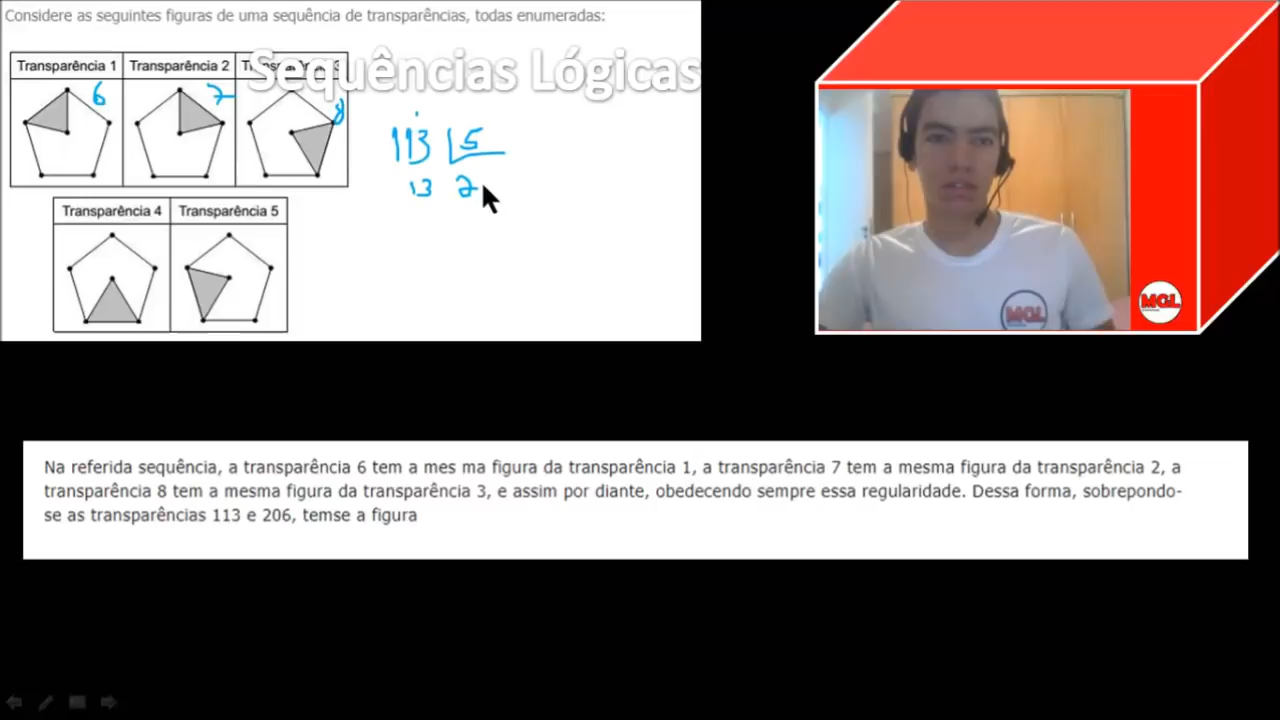 Considere as seguintes figuras de uma sequência de transparências, todas enumeradas:
Sequências Lógicas
Transparência 1 Transparência 2
6 7 8
113 5
13 2
Transparência 4 Transparência 5
MGL
MGL
Na referida sequência, a transparência 6 tem a mes ma figura da transparência 1, a transparência 7 tem a mesma figura da transparência 2, a
transparência 8 tem a mesma figura da transparência 3, e assim por diante, obedecendo sempre essa regularidade. Dessa forma, sobrepondo-
se as transparências 113 e 206, temse a figura